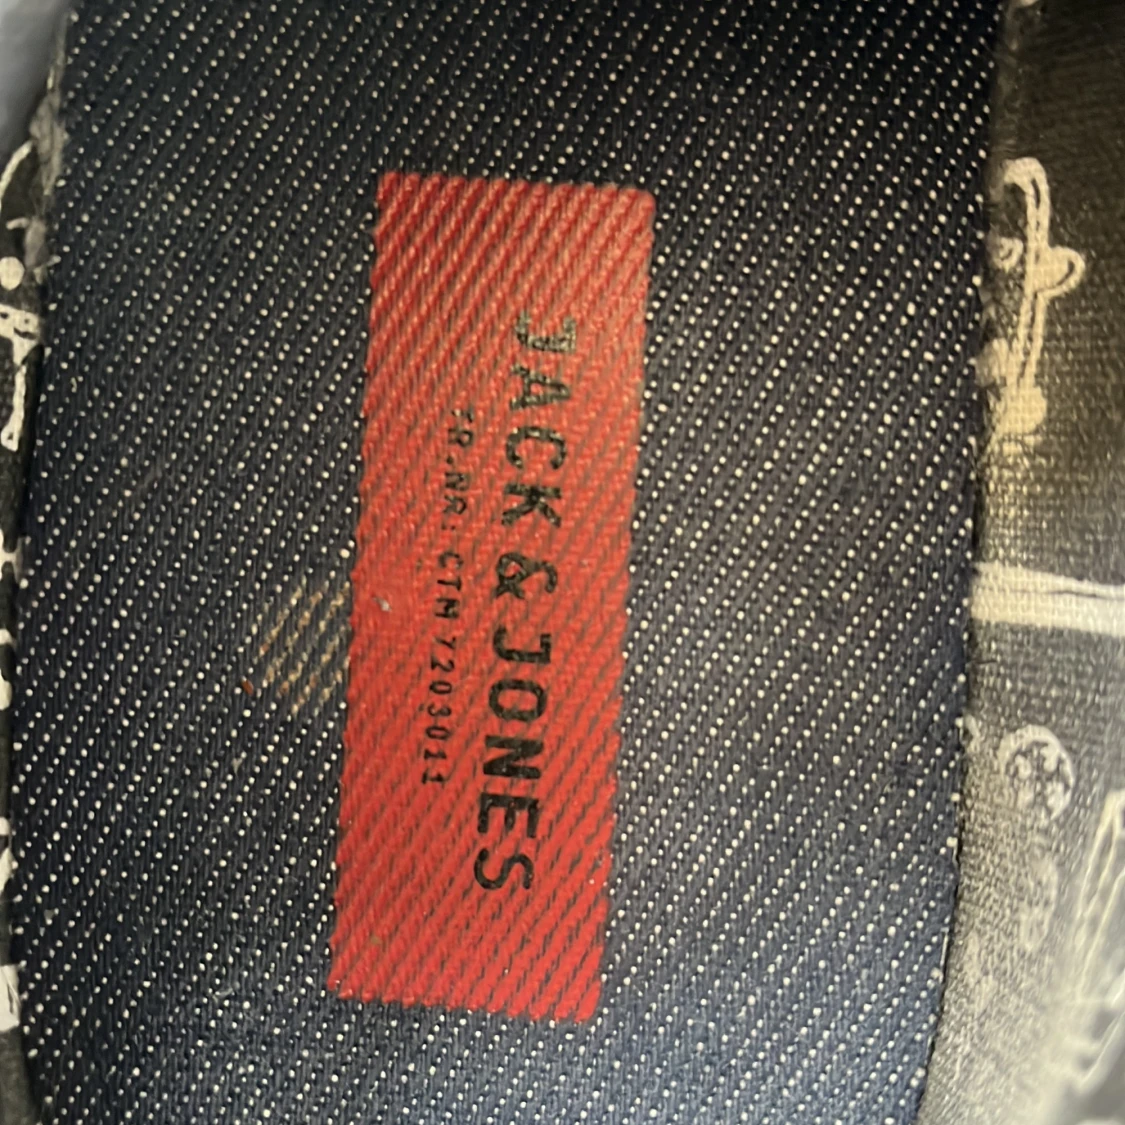 JACK & JONES
TR.NR: CTM 7203011